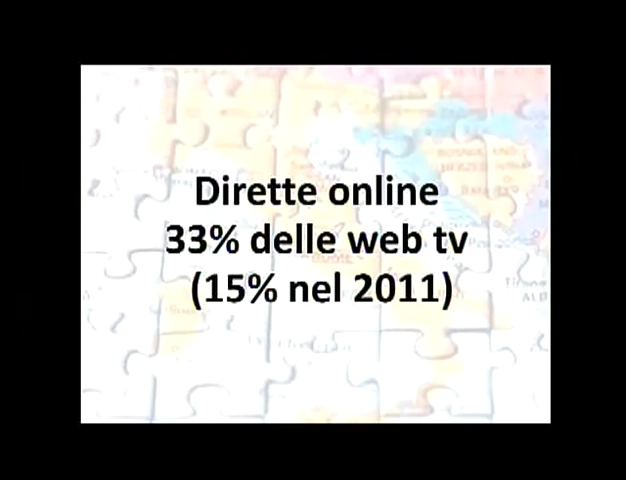 Dirette online
33% delle web tv
(15% nel 2011)